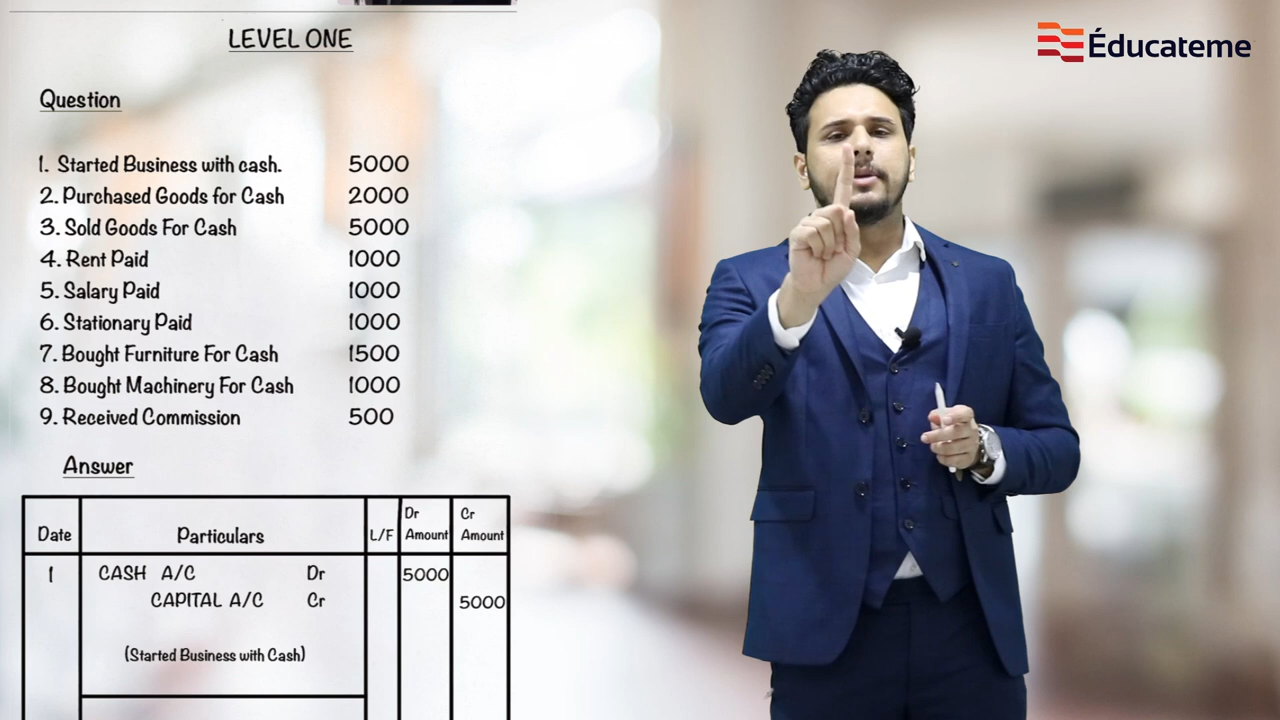 LEVEL ONE
Éducateme
Question
1. Started Business with cash. 5000
2. Purchased Goods for Cash 2000
3. Sold Goods For Cash 5000
4. Rent Paid 1000
5. Salary Paid 1000
6. Stationary Paid 1000
7. Bought Furniture For Cash 1500
8. Bought Machinery For Cash 1000
9. Received Commission 500
Answer
Date Particulars L/F Dr Amount Cr Amount
1 CASH A/C Dr 5000
CAPITAL A/C Cr 5000
(Started Business with Cash)